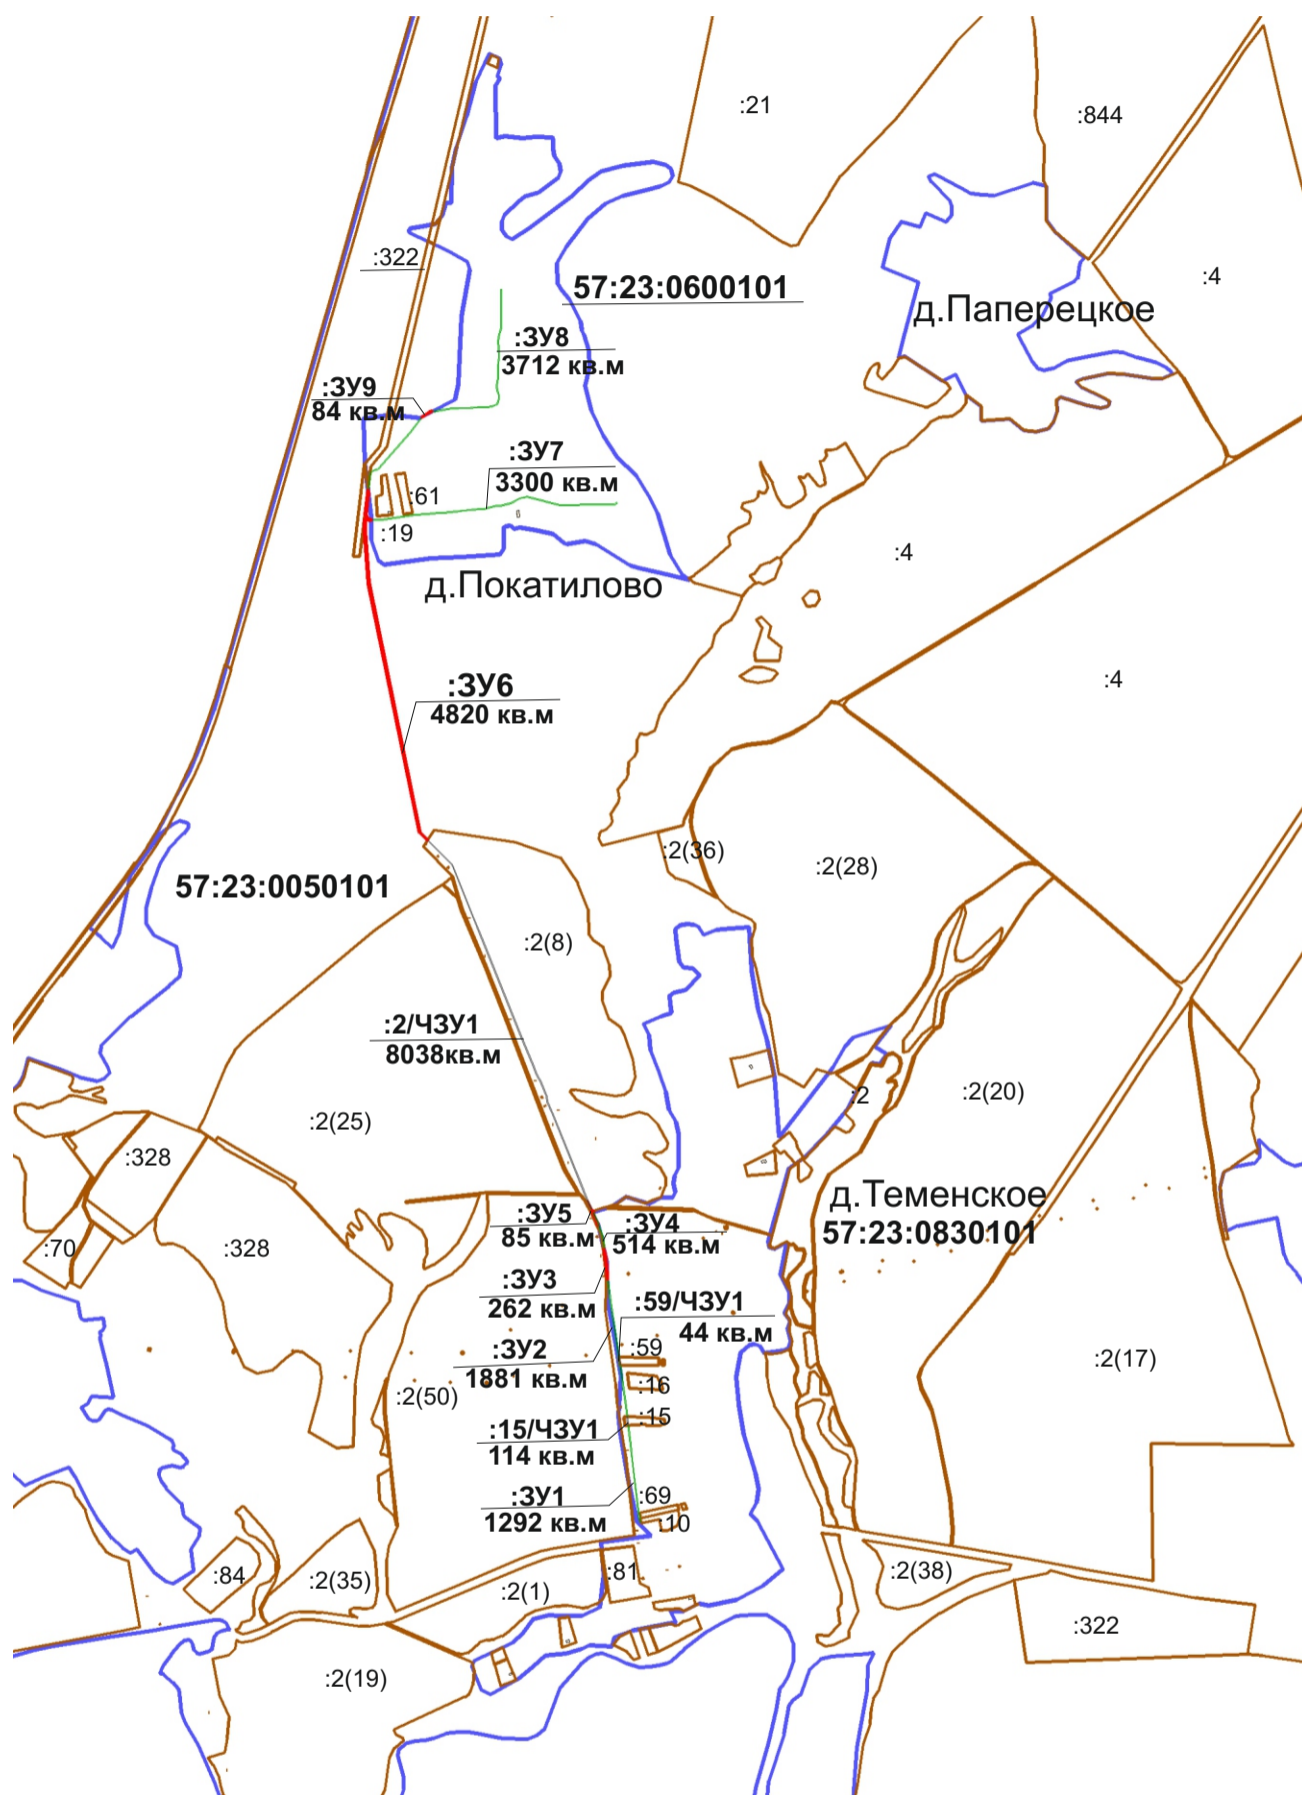 :21
:844
:322
:4
57:23:0600101
д.Паперецкое
:ЗУ8
3712 кв.м
:ЗУ9
84 кв.м
:ЗУ7
3300 кв.м
:61
:19
:4
д.Покатилово
:4
:ЗУ6
4820 кв.м
:2(36)
:2(28)
57:23:0050101
:2(8)
:2/ЧЗУ1
8038кв.м
:2
:2(20)
:2(25)
:328
д.Теменское
57:23:0830101
:ЗУ5
85 кв.м
:ЗУ4
514 кв.м
:70
:328
:ЗУ3
262 кв.м
:59/ЧЗУ1
44 кв.м
:ЗУ2
1881 кв.м
:59
:2(17)
:16
:2(50)
:15
:15/ЧЗУ1
114 кв.м
:ЗУ1
1292 кв.м
:69
:10
:84
:2(35)
:2(1)
:81
:2(38)
:322
:2(19)